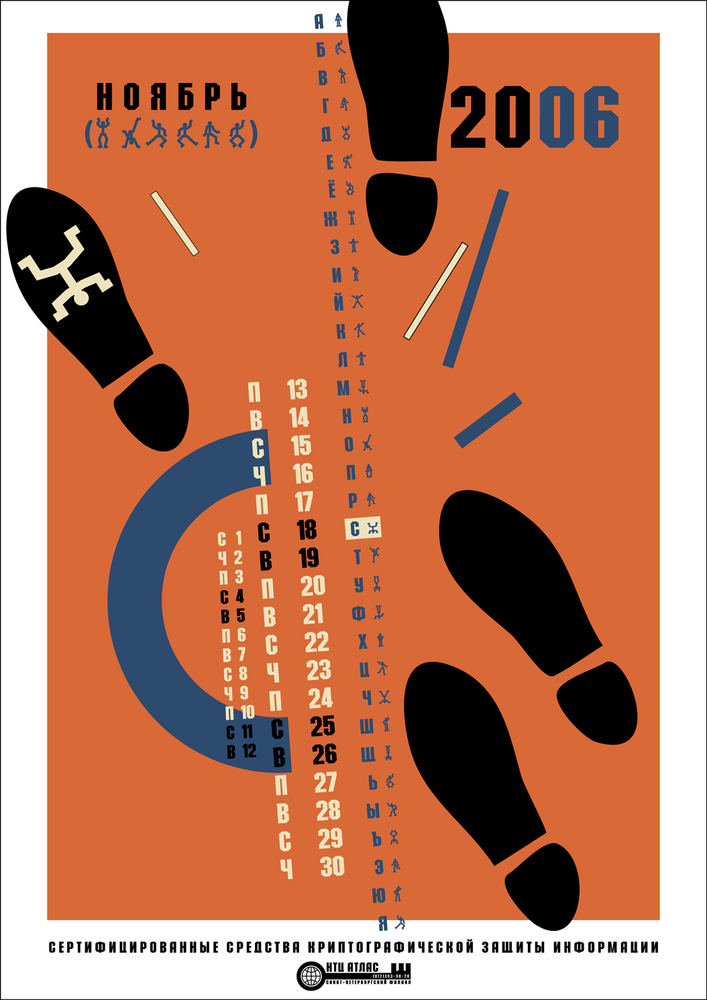 НОЯБРЬ
2006
А
Б
В
Г
Д
Е
Ё
Ж
З
И
Й
К
Л
М
Н
О
П
Р
С
Т
У
Ф
Х
Ц
Ч
Ш
Щ
Ь
Ы
Ъ
Э
Ю
Я
С 1
Ч 2
П 3
С 4
В 5
П 6
В 7
С 8
Ч 9
П 10
С 11
В 12
П 13
В 14
С 15
Ч 16
П 17
С 18
В 19
П 20
В 21
С 22
Ч 23
П 24
С 25
В 26
П 27
В 28
С 29
Ч 30
СЕРТИФИЦИРОВАННЫЕ СРЕДСТВА КРИПТОГРАФИЧЕСКОЙ ЗАЩИТЫ ИНФОРМАЦИИ
НТЦ АТЛАС
(812)303-90-20
САНКТ-ПЕТЕРБУРГСКИЙ ФИЛИАЛ